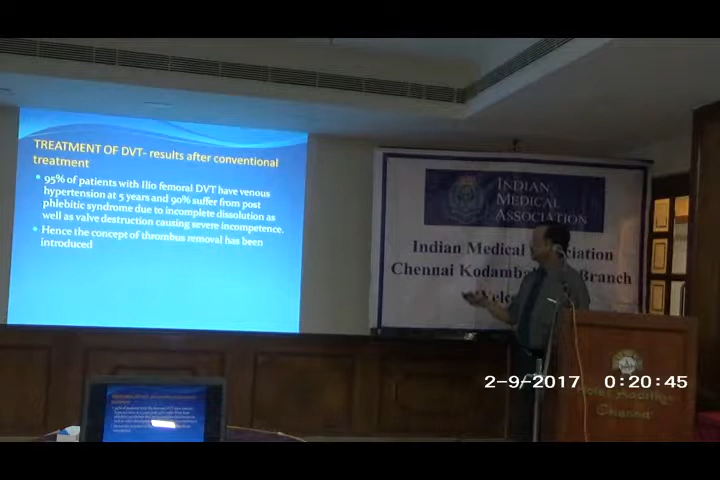 TREATMENT OF DVT- results after conventional
treatment
95% of patients with Ilio femoral DVT have venous
hypertension at 5 years and 90% suffer from post
phlebitic syndrome due to incomplete dissolution as
well as valve destruction causing severe incompetence.
Hence the concept of thrombus removal has been
introduced
INDIAN
MEDICAL
ASSOCIATION
Indian Medical
Chennai Branch
2-9-2017 0:20:45
Chennai